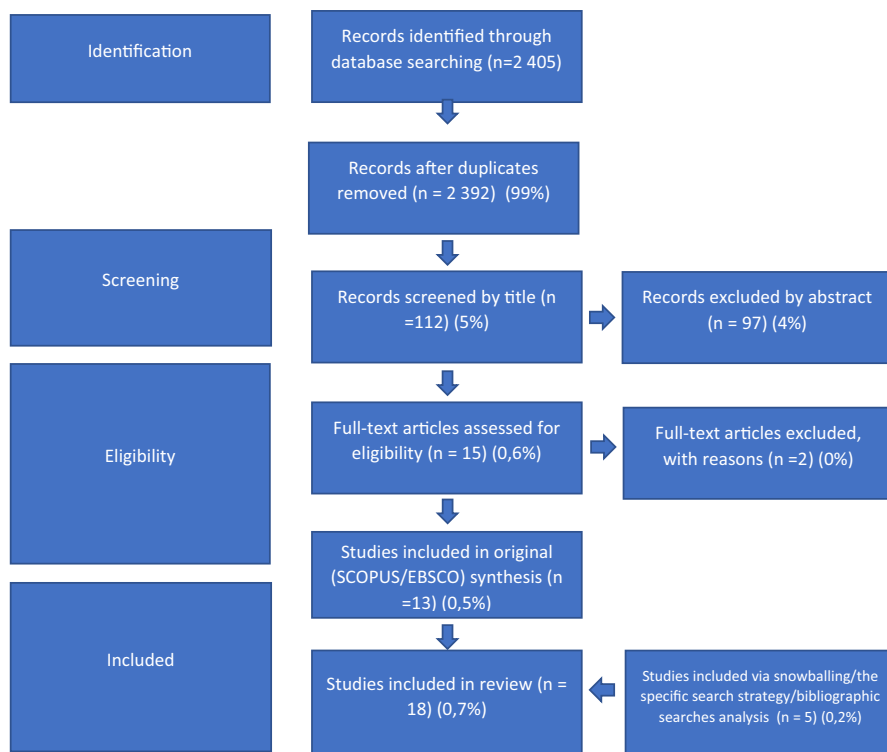 Identification
Records identified through
database searching (n=2 405)
Records after duplicates
removed (n = 2 392)  (99%)
Screening
Records screened by title (n
=112) (5%)
Records excluded by abstract
(n = 97) (4%)
Eligibility
Full-text articles assessed for
eligibility (n = 15) (0,6%)
Full-text articles excluded,
with reasons (n =2) (0%)
Studies included in original
(SCOPUS/EBSCO) synthesis (n
=13) (0,5%)
Included
Studies included in review (n =
18) (0,7%)
Studies included via snowballing/the
specific search strategy/bibliographic
searches analysis  (n = 5) (0,2%)